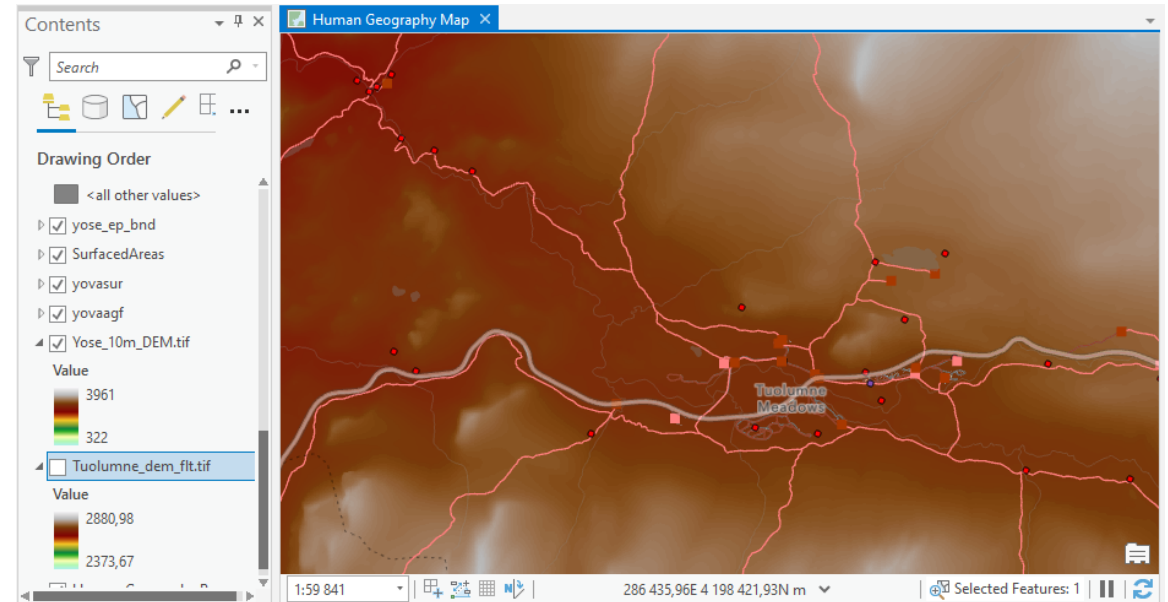 Contents
Human Geography Map
Search
Drawing Order
<all other values>
yose_ep_bnd
SurfacedAreas
yovasur
yovaagf
Yose_10m_DEM.tif
Value
3961
322
Tuolumne_dem_flt.tif
Value
2880,98
2373,67
Tuolumne
Meadows
1:59 841
286 435,96E 4 198 421,93N m
Selected Features: 1